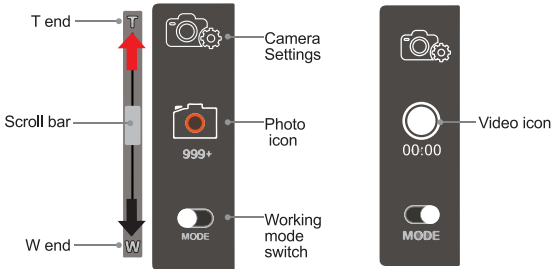 T end
T
Scroll bar
W end
W
Camera
Settings
Photo
icon
999+
Working
mode
switch
MODE
Video icon
00:00
MODE